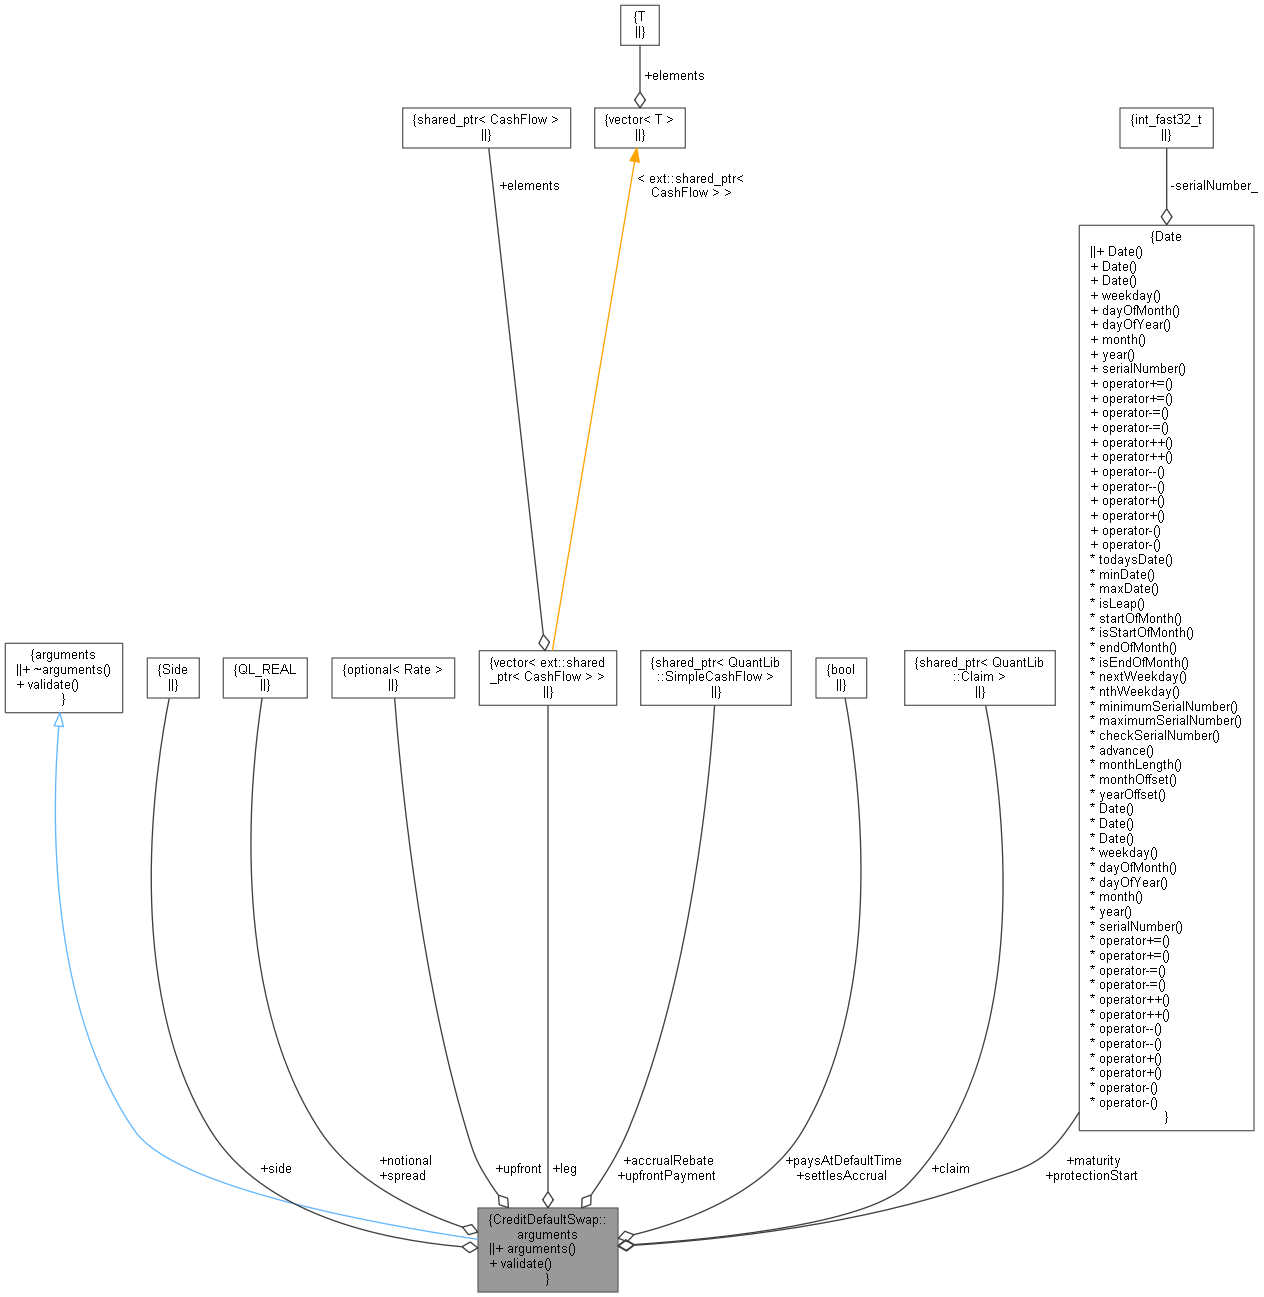 {T
||}
+elements
{shared_ptr< CashFlow >
||}
{vector< T >
||}
{int_fast32_t
||}
+elements
< ext::shared_ptr<
CashFlow > >
-serialNumber_
{Date
||+ Date()
+ Date()
+ Date()
+ weekday()
+ dayOfMonth()
+ dayOfYear()
+ month()
+ year()
+ serialNumber()
+ operator+=()
+ operator+=()
+ operator-=()
+ operator-=()
+ operator++()
+ operator++()
+ operator--()
+ operator--()
+ operator+()
+ operator+()
+ operator-()
+ operator-()
* todaysDate()
* minDate()
* maxDate()
* isLeap()
* startOfMonth()
* isStartOfMonth()
* endOfMonth()
* isEndOfMonth()
* nextWeekday()
* nthWeekday()
* minimumSerialNumber()
* maximumSerialNumber()
* checkSerialNumber()
* advance()
* monthLength()
* monthOffset()
* yearOffset()
* Date()
* Date()
* Date()
* weekday()
* dayOfMonth()
* dayOfYear()
* month()
* year()
* serialNumber()
* operator+=()
* operator+=()
* operator-=()
* operator-=()
* operator++()
* operator++()
* operator--()
* operator--()
* operator+()
* operator+()
* operator-()
* operator-()
}
{arguments
||+ ~arguments()
+ validate()
}
{Side
||}
{QL_REAL
||}
{optional< Rate >
||}
{vector< ext::shared
_ptr< CashFlow > >
||}
{shared_ptr< QuantLib
::SimpleCashFlow >
||}
{bool
||}
{shared_ptr< QuantLib
::Claim >
||}
+side
+notional
+spread
+upfront
+leg
+accrualRebate
+upfrontPayment
+paysAtDefaultTime
+settlesAccrual
+claim
+maturity
+protectionStart
{CreditDefaultSwap::
arguments
||+ arguments()
+ validate()
}